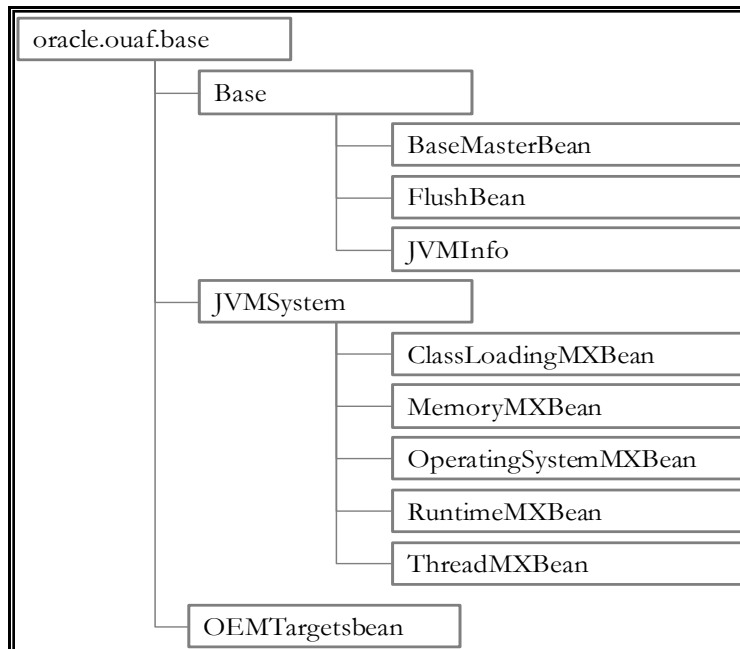 oracle.ouaf.base
Base
BaseMasterBean
FlushBean
JVMInfo
JVMSystem
ClassLoadingMXBean
MemoryMXBean
OperatingSystemMXBean
RuntimeMXBean
ThreadMXBean
OEMTargetsbean